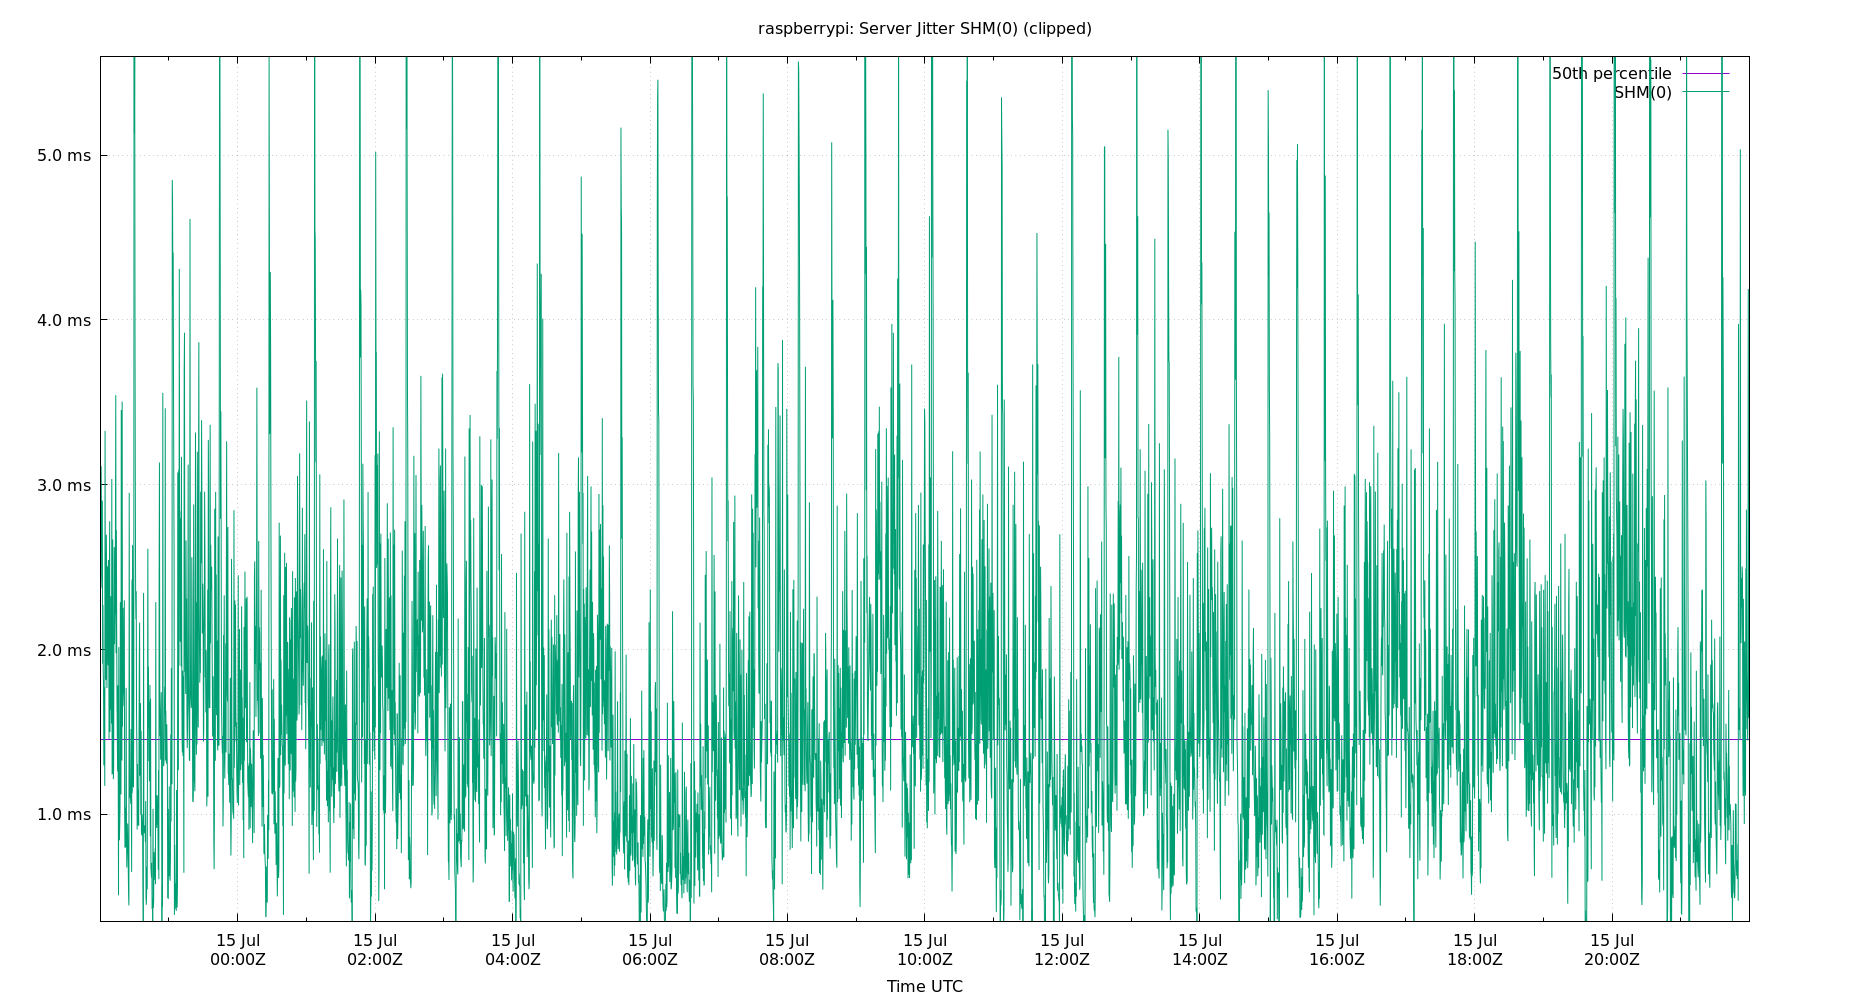 raspberrypi: Server Jitter SHM(0) (clipped)
50th percentile
SHM(0)
5.0 ms
4.0 ms
3.0 ms
2.0 ms
1.0 ms
15 Jul 15 Jul 15 Jul 15 Jul 15 Jul 15 Jul 15 Jul 15 Jul 15 Jul 15 Jul 15 Jul
00:00Z 02:00Z 04:00Z 06:00Z 08:00Z 10:00Z 12:00Z 14:00Z 16:00Z 18:00Z 20:00Z
Time UTC